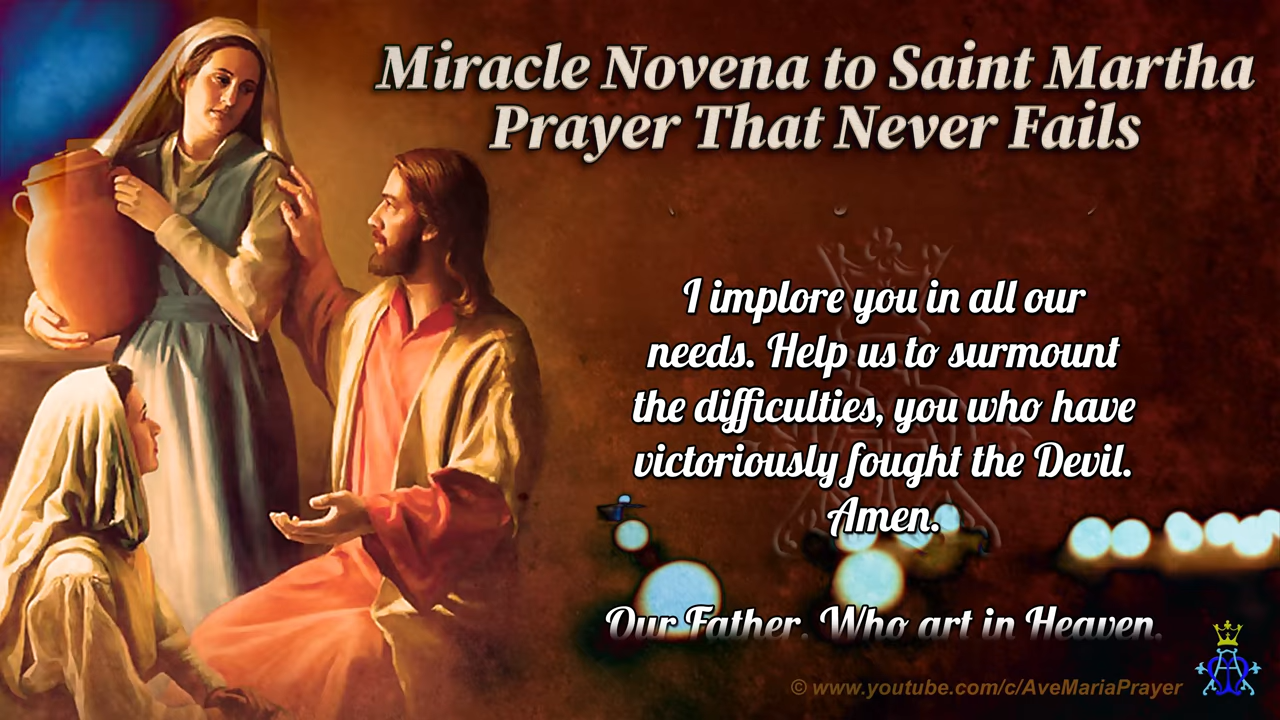 Miracle Novena to Saint Martha
Prayer That Never Fails
I implore you in all our
needs. Help us to surmount
the difficulties, you who have
victoriously fought the Devil.
Amen.
Our Father, Who art in Heaven,
© www.youtube.com/c/AveMariaPrayer